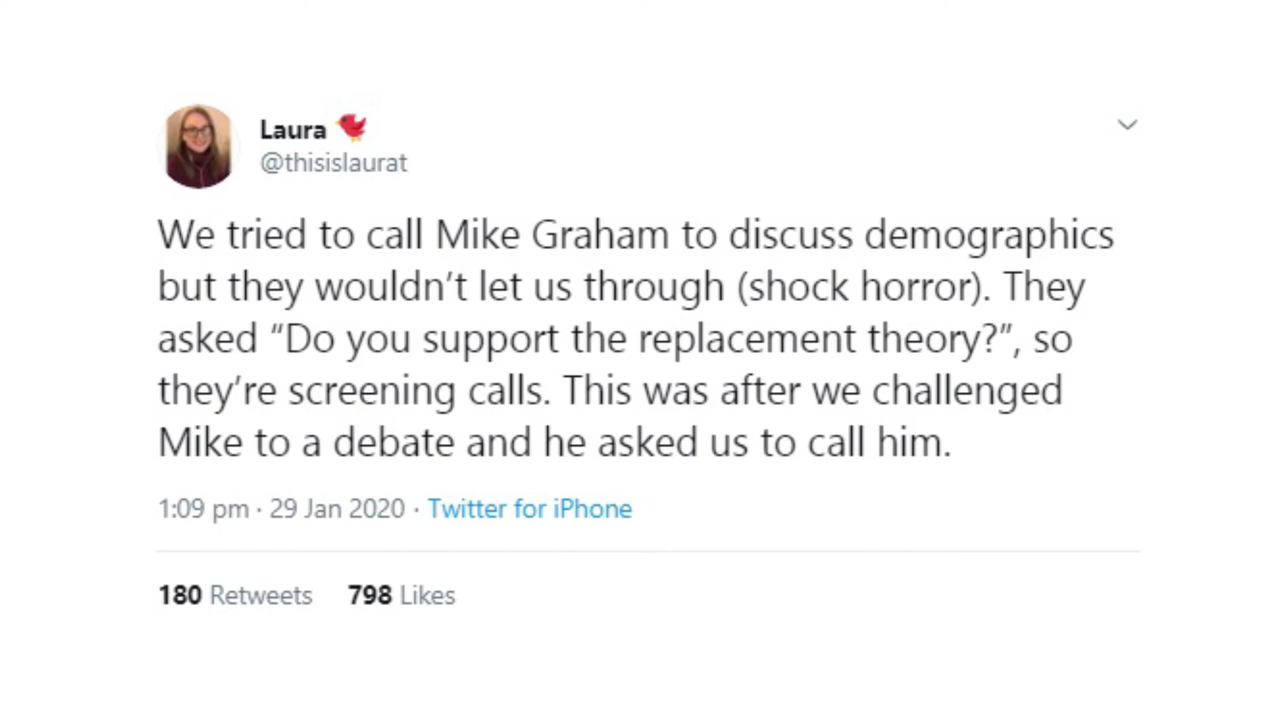 Laura
@thisislaurat
We tried to call Mike Graham to discuss demographics
but they wouldn’t let us through (shock horror). They
asked “Do you support the replacement theory?”, so
they’re screening calls. This was after we challenged
Mike to a debate and he asked us to call him.
1:09 pm · 29 Jan 2020 · Twitter for iPhone
180 Retweets 798 Likes